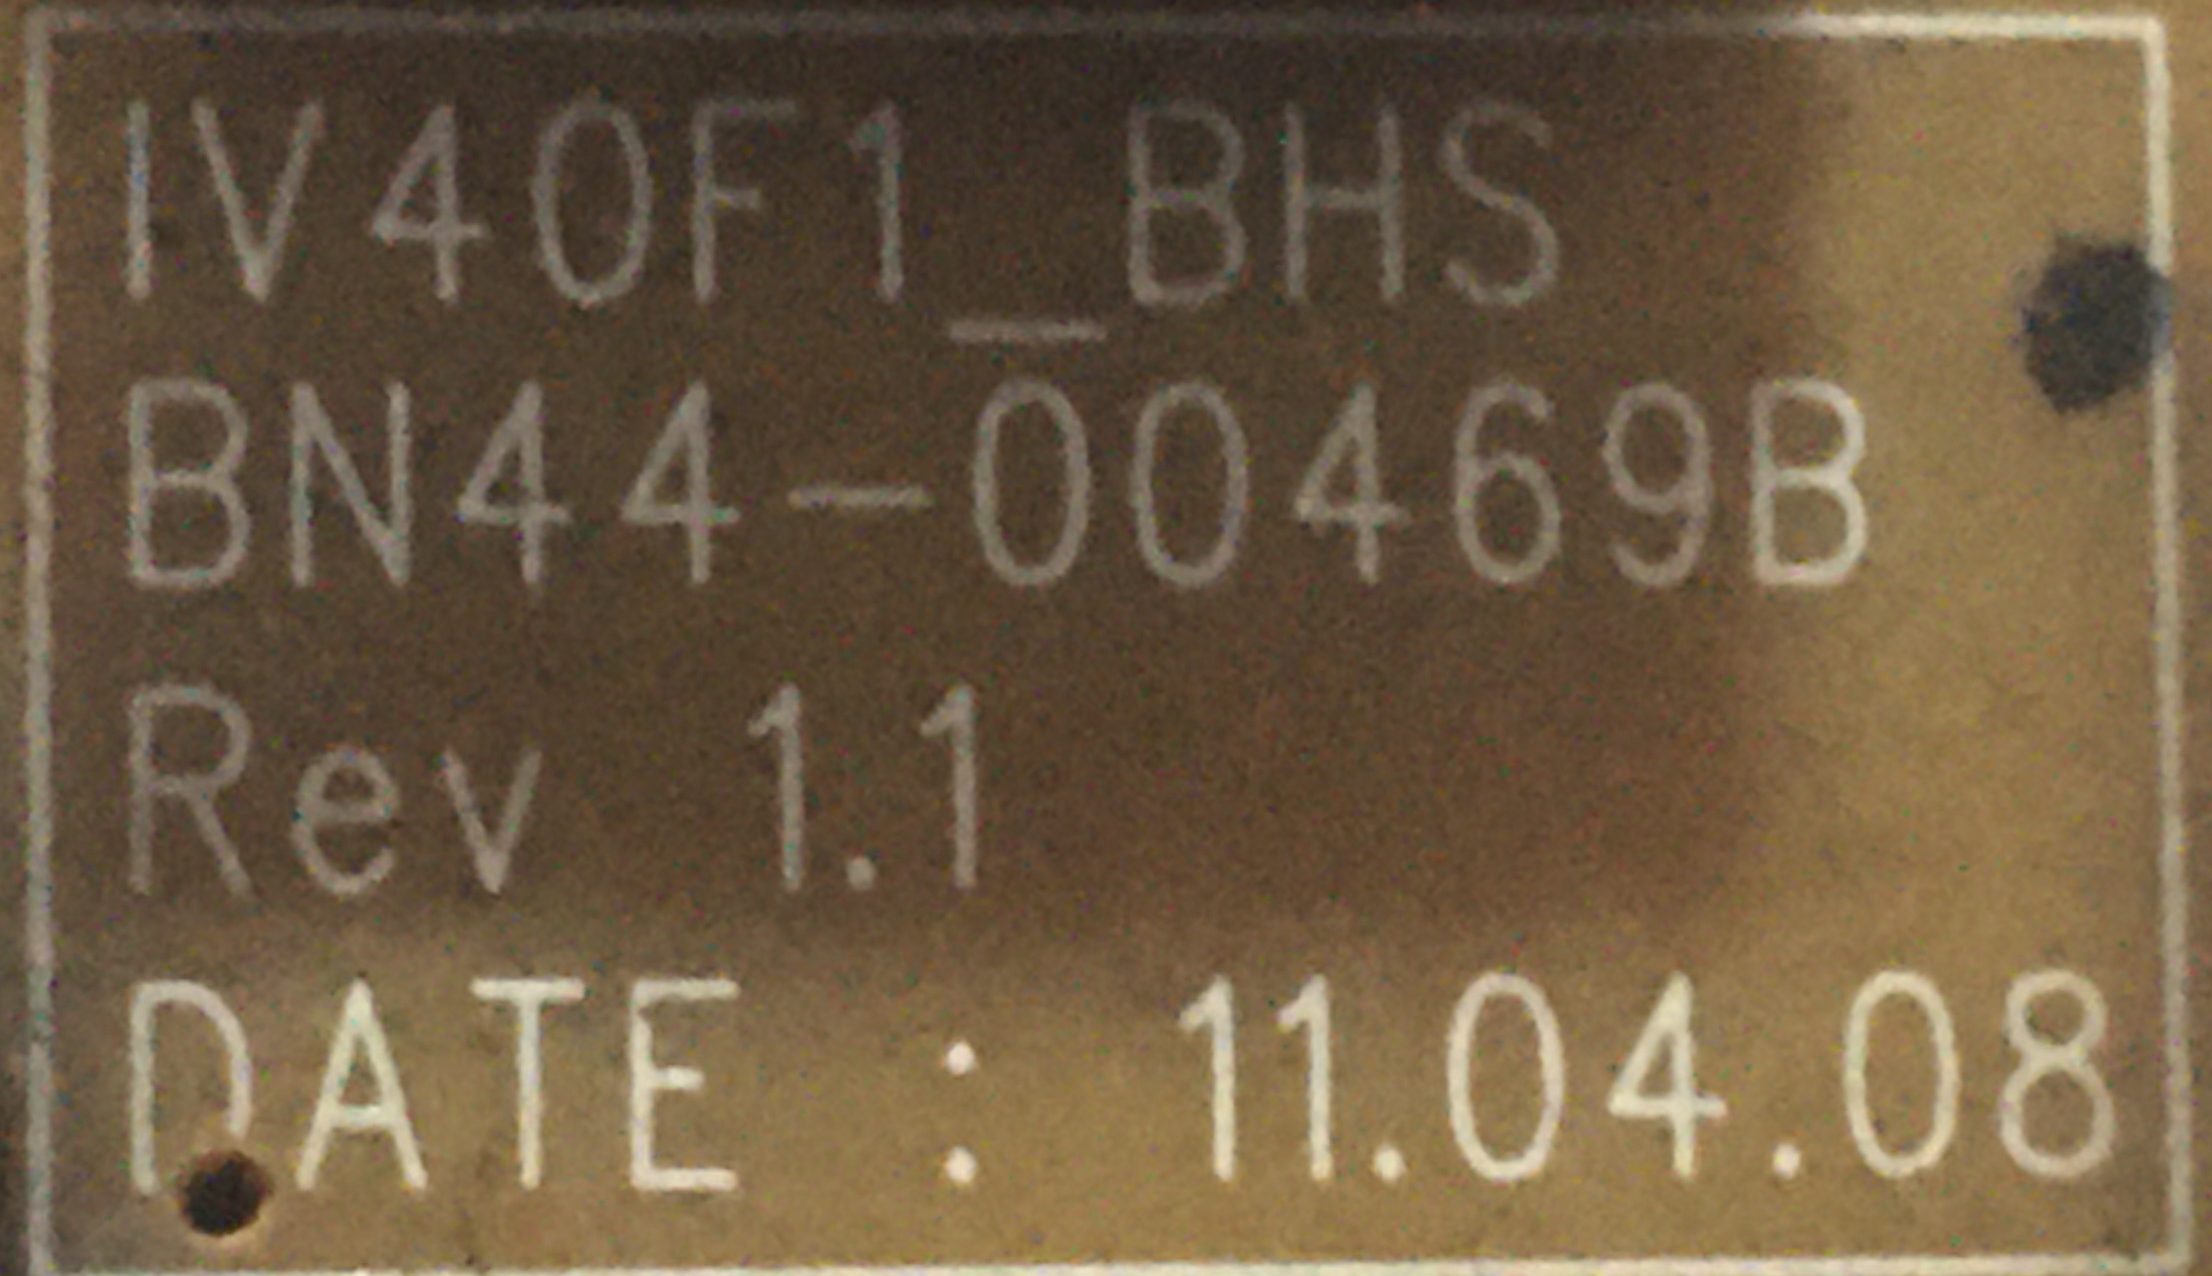 IV40F1_BHS
BN44-00469B
Rev 1.1
DATE : 11.04.08